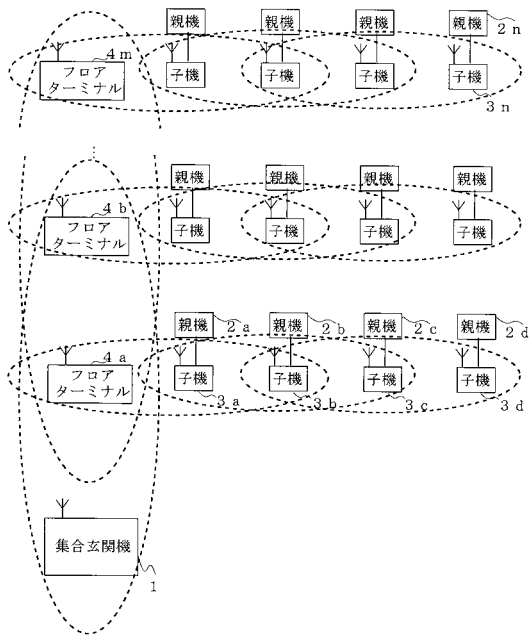 親機 親機 親機 親機 2n
4m
フロア
ターミナル
子機 子機 子機 子機
3n
親機 親機 親機 親機
4b
フロア
ターミナル
子機 子機 子機 子機
親機 2a 親機 2b 親機 2c 親機 2d
4a
フロア
ターミナル
子機 子機 子機 子機
3a 3b 3c 3d
集合玄関機
1